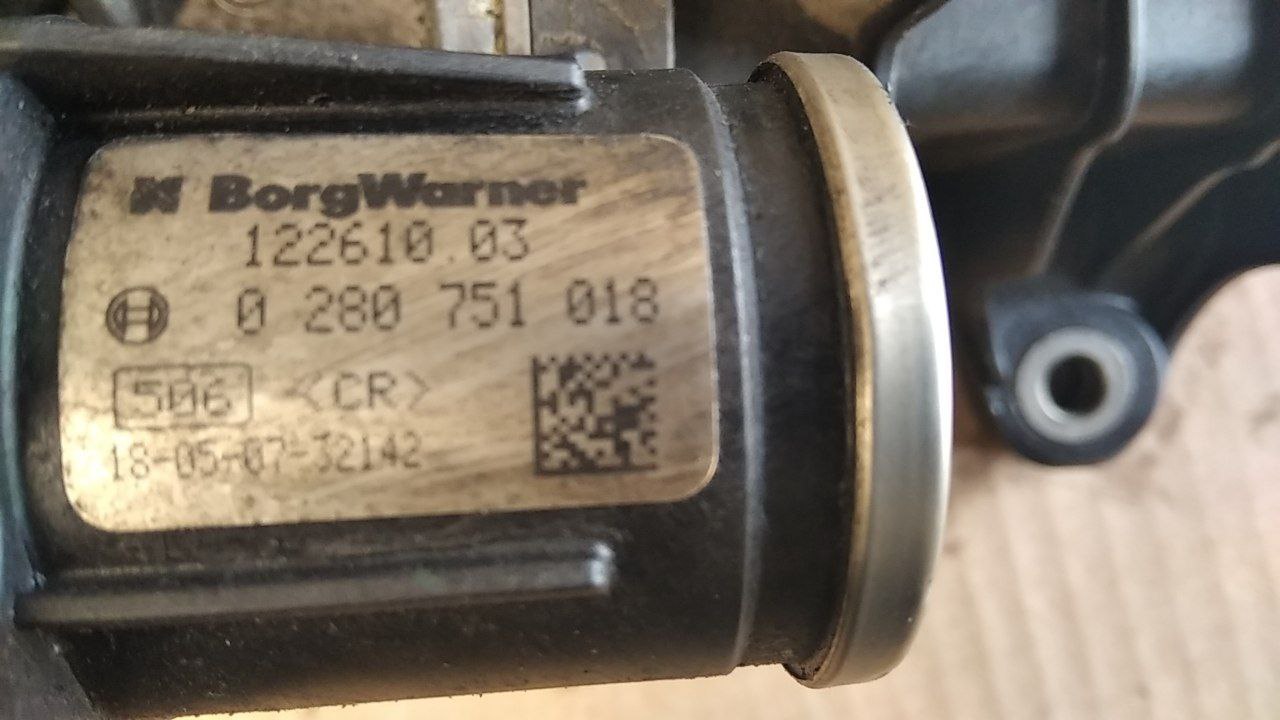 BorgWarner
122610.03
0 280 751 018
506 <CR>
18-05-07-32142